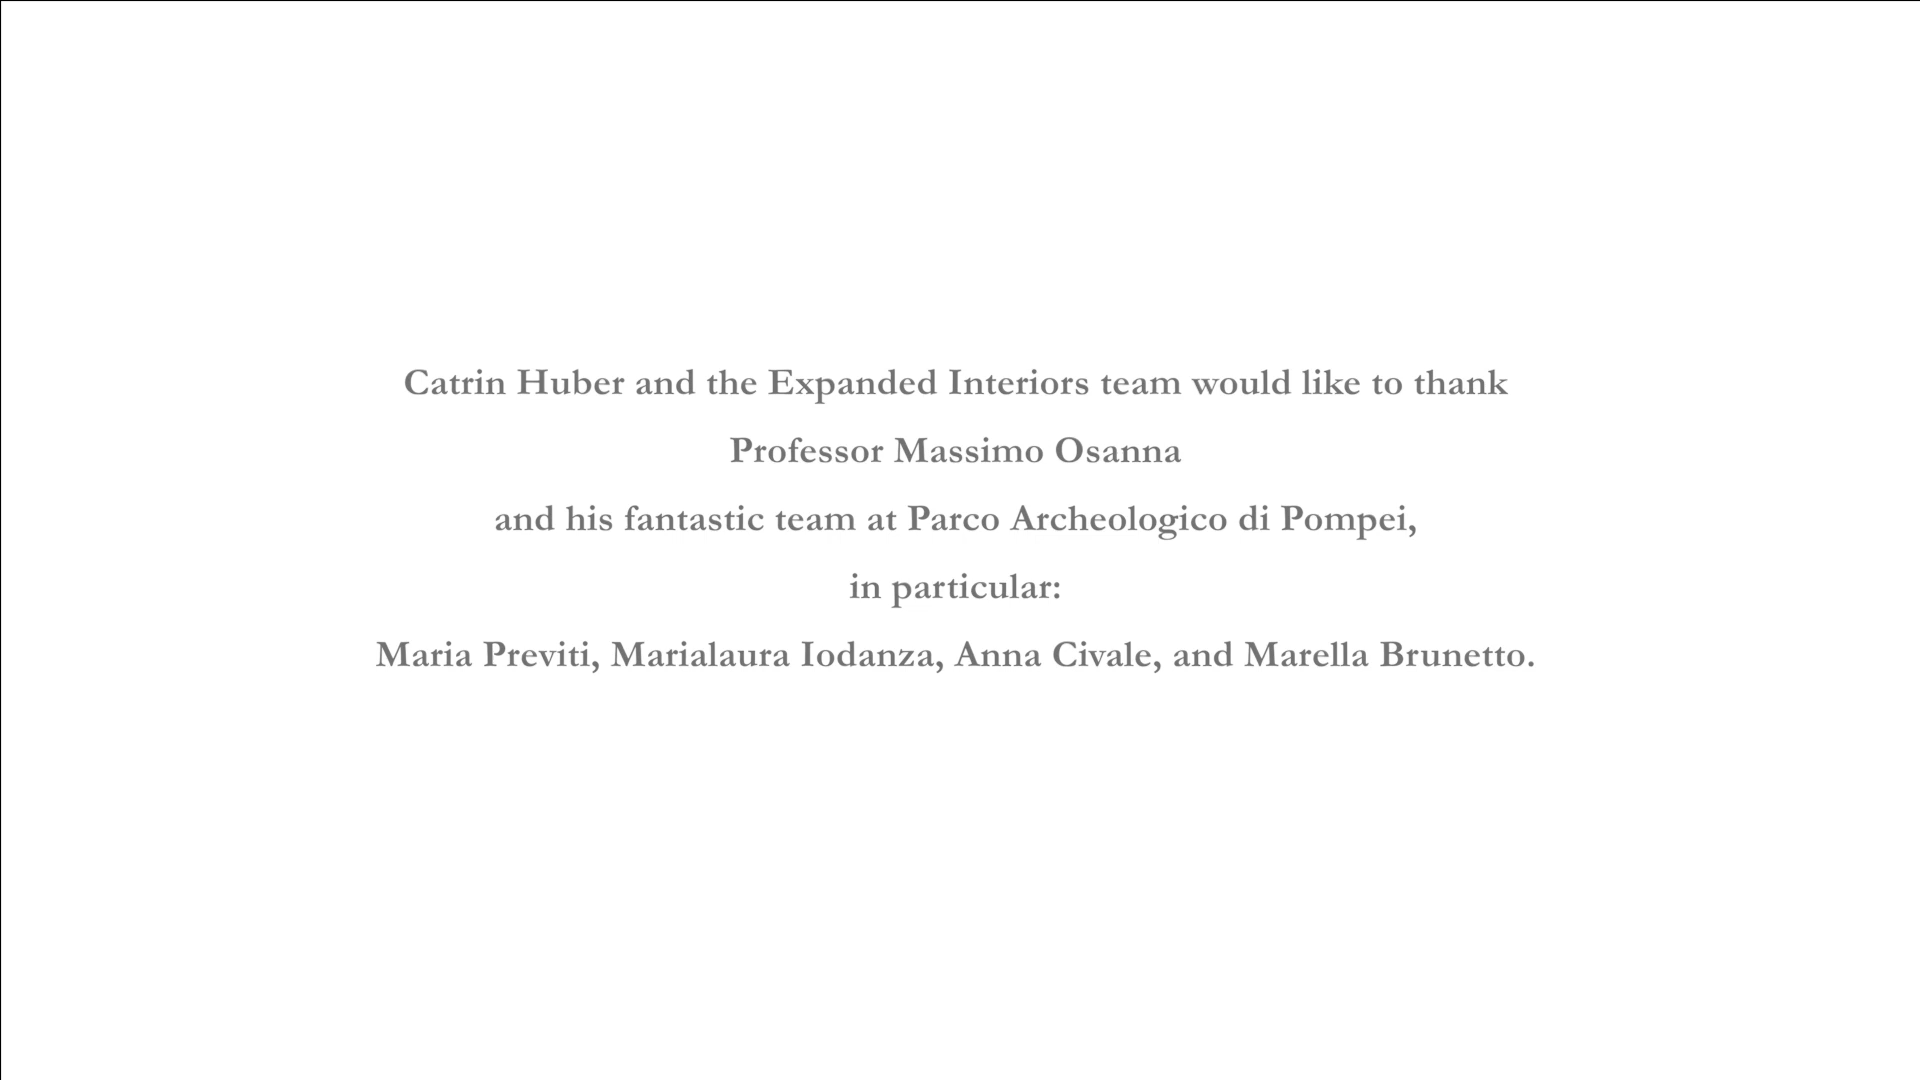 Catrin Huber and the Expanded Interiors team would like to thank
Professor Massimo Osanna
and his fantastic team at Parco Archeologico di Pompei,
in particular:
Maria Previti, Marialaura Iodanza, Anna Civale, and Marella Brunetto.